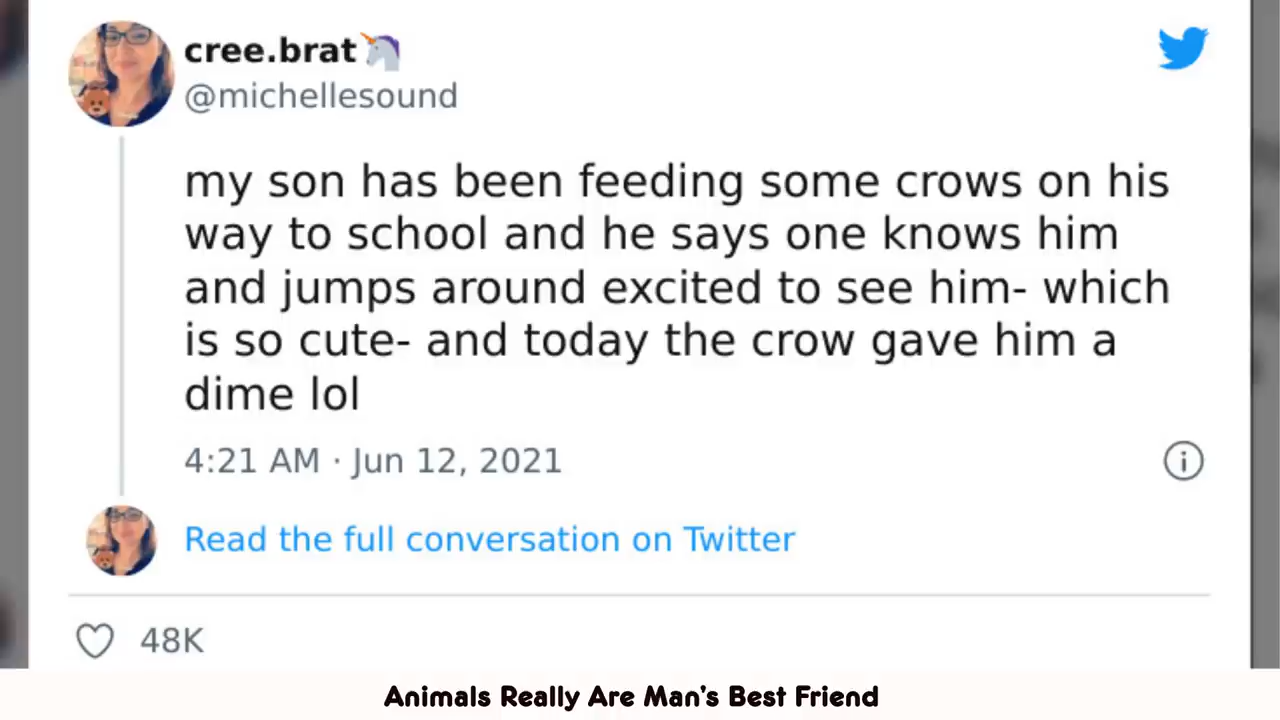 cree.brat🦄
@michellesound
my son has been feeding some crows on his
way to school and he says one knows him
and jumps around excited to see him- which
is so cute- and today the crow gave him a
dime lol
4:21 AM · Jun 12, 2021
Read the full conversation on Twitter
48K
Animals Really Are Man's Best Friend